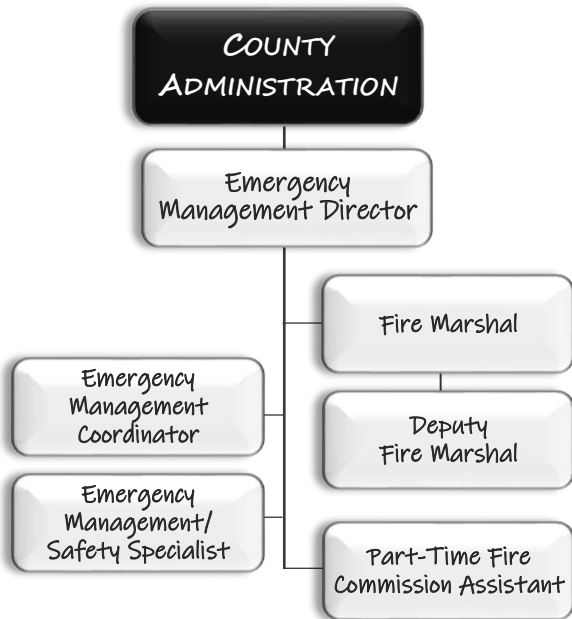 COUNTY
ADMINISTRATION
Emergency
Management Director
Fire Marshal
Emergency
Management
Coordinator
Deputy
Fire Marshal
Emergency
Management/
Safety Specialist
Part-Time Fire
Commission Assistant